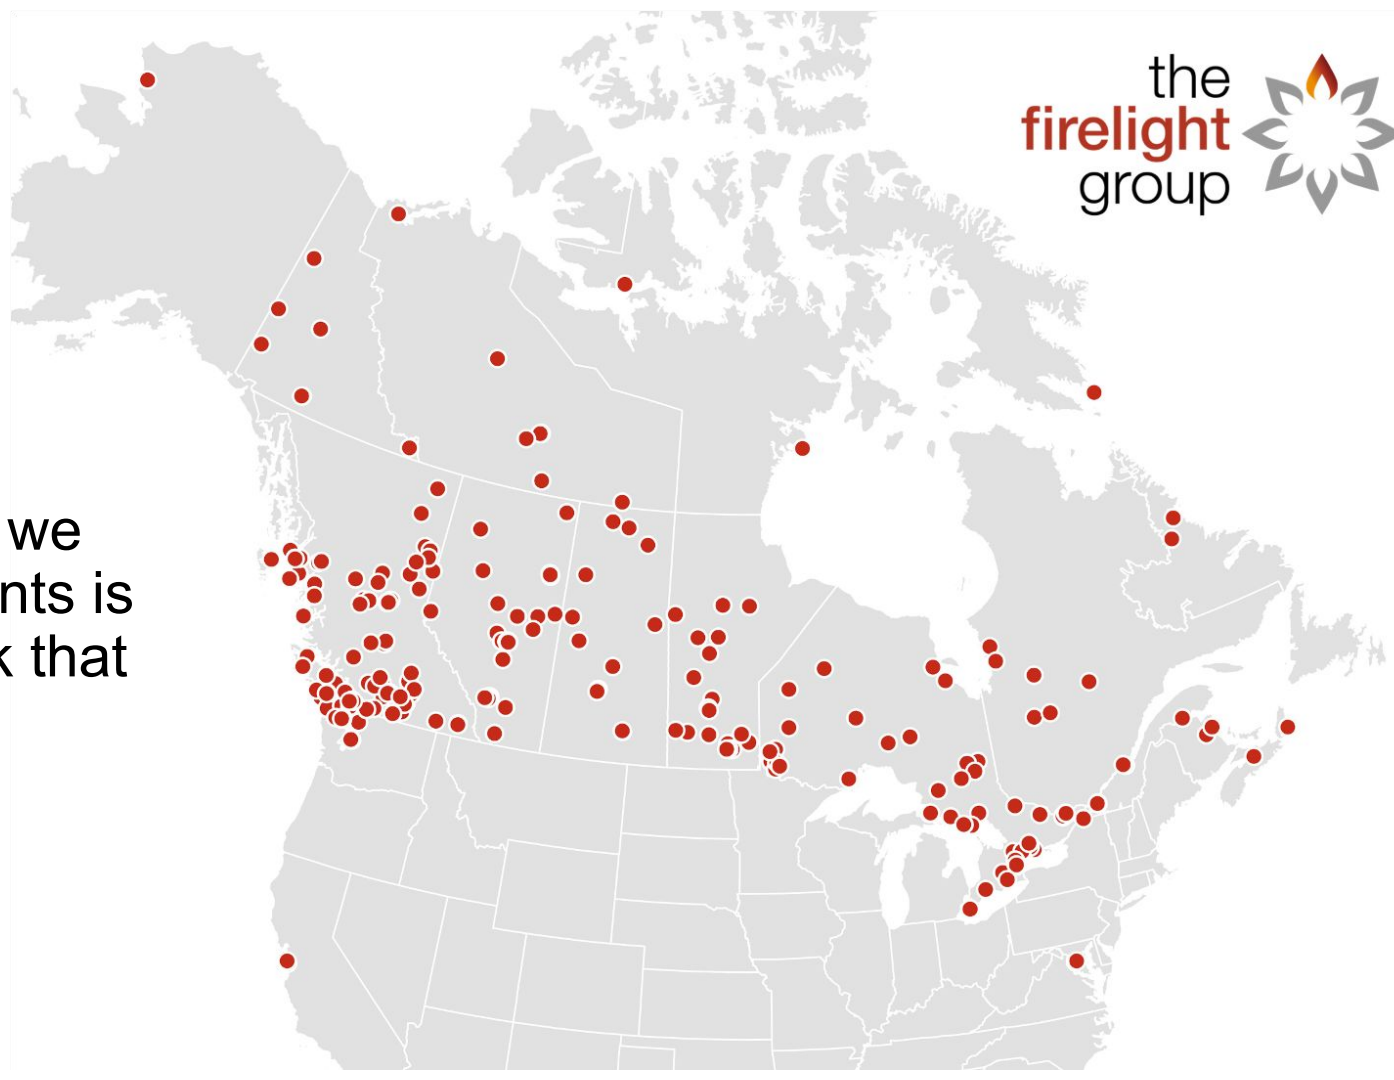 the
firelight
group
we
nts is
k that